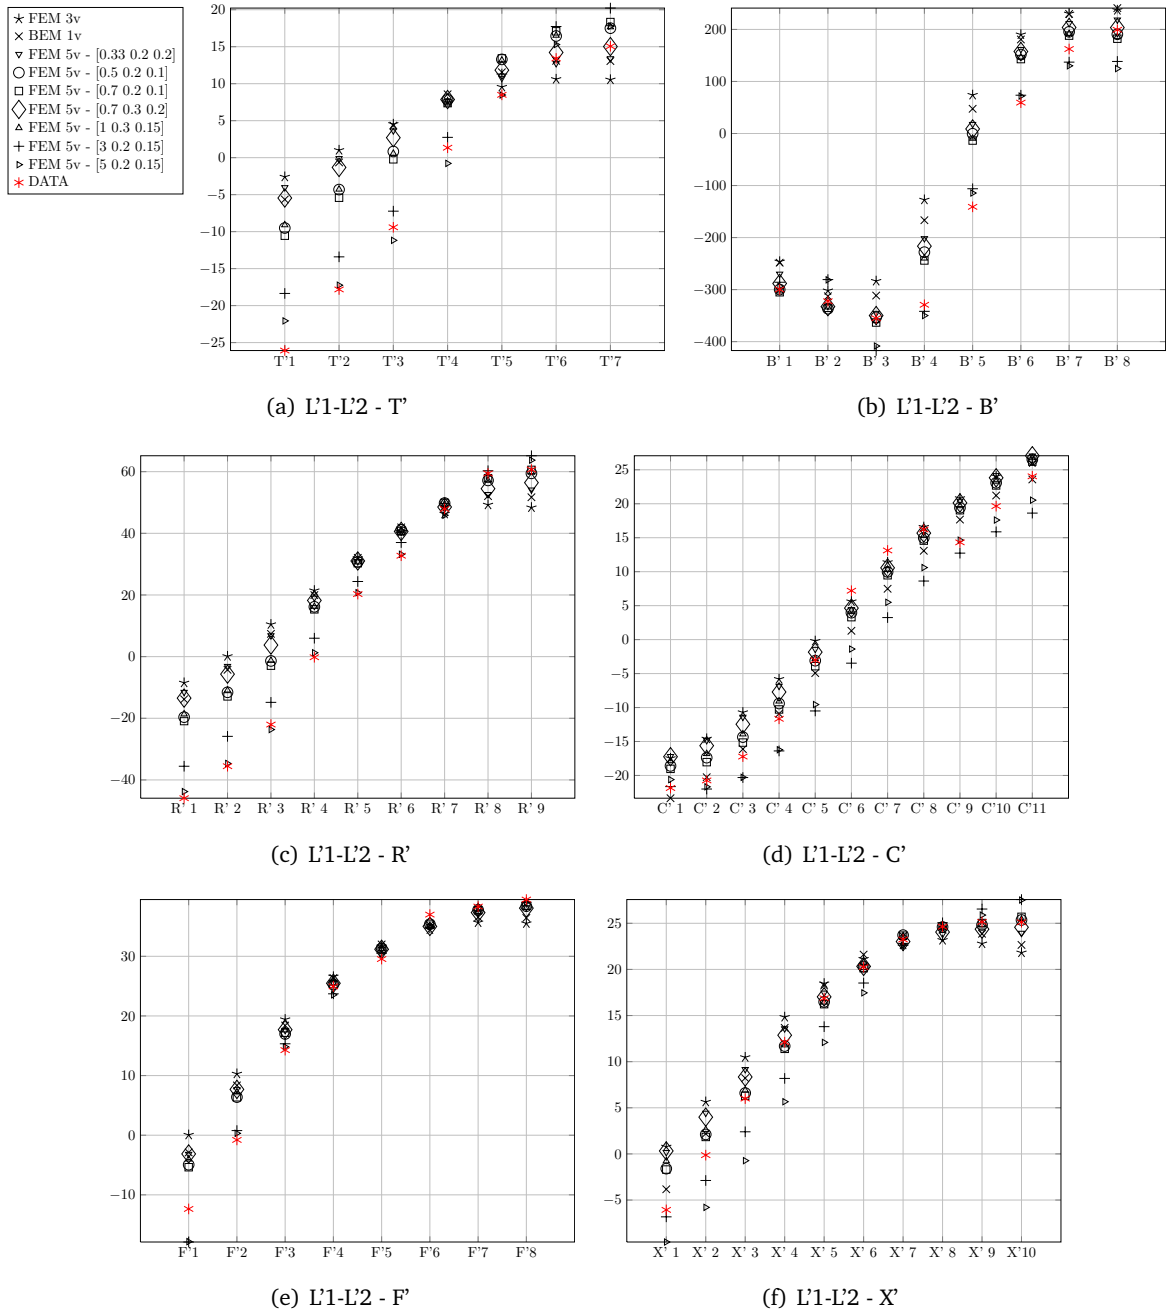 FEM 3v
BEM 1v
FEM 5v - [0.33 0.2 0.2]
FEM 5v - [0.5 0.2 0.1]
FEM 5v - [0.7 0.2 0.1]
FEM 5v - [0.7 0.3 0.2]
FEM 5v - [1 0.3 0.15]
FEM 5v - [3 0.2 0.15]
FEM 5v - [5 0.2 0.15]
DATA
20
15
10
5
0
−5
−10
−15
−20
−25
T'1 T'2 T'3 T'4 T'5 T'6 T'7
(a) L'1-L'2 - T'
200
100
0
−100
−200
−300
−400
B' 1 B' 2 B' 3 B' 4 B' 5 B' 6 B' 7 B' 8
(b) L'1-L'2 - B'
60
40
20
0
−20
−40
R' 1 R' 2 R' 3 R' 4 R' 5 R' 6 R' 7 R' 8 R' 9
(c) L'1-L'2 - R'
25
20
15
10
5
0
−5
−10
−15
−20
C' 1 C' 2 C' 3 C' 4 C' 5 C' 6 C' 7 C' 8 C' 9 C'10 C'11
(d) L'1-L'2 - C'
30
20
10
0
−10
F'1 F'2 F'3 F'4 F'5 F'6 F'7 F'8
(e) L'1-L'2 - F'
25
20
15
10
5
0
−5
X' 1 X' 2 X' 3 X' 4 X' 5 X' 6 X' 7 X' 8 X' 9 X'10
(f) L'1-L'2 - X'